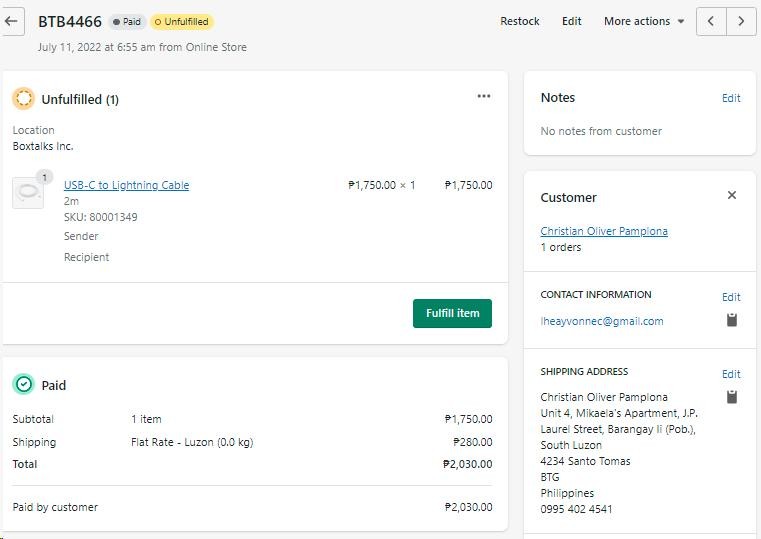 BTB4466 Paid Unfulfilled
Restock Edit More actions
July 11, 2022 at 6:55 am from Online Store
Unfulfilled (1)
Location
Boxtalks Inc.
1
USB-C to Lightning Cable ₱1,750.00 × 1 ₱1,750.00
2m
SKU: 80001349
Sender
Recipient
Fulfill item
Paid
Subtotal 1 item ₱1,750.00
Shipping Flat Rate - Luzon (0.0 kg) ₱280.00
Total ₱2,030.00
Paid by customer ₱2,030.00
Notes Edit
No notes from customer
Customer
Christian Oliver Pamplona
1 orders
CONTACT INFORMATION Edit
lheayvonnec@gmail.com
SHIPPING ADDRESS Edit
Christian Oliver Pamplona
Unit 4, Mikaela's Apartment, J.P.
Laurel Street, Barangay Ii (Pob.),
South Luzon
4234 Santo Tomas
BTG
Philippines
0995 402 4541